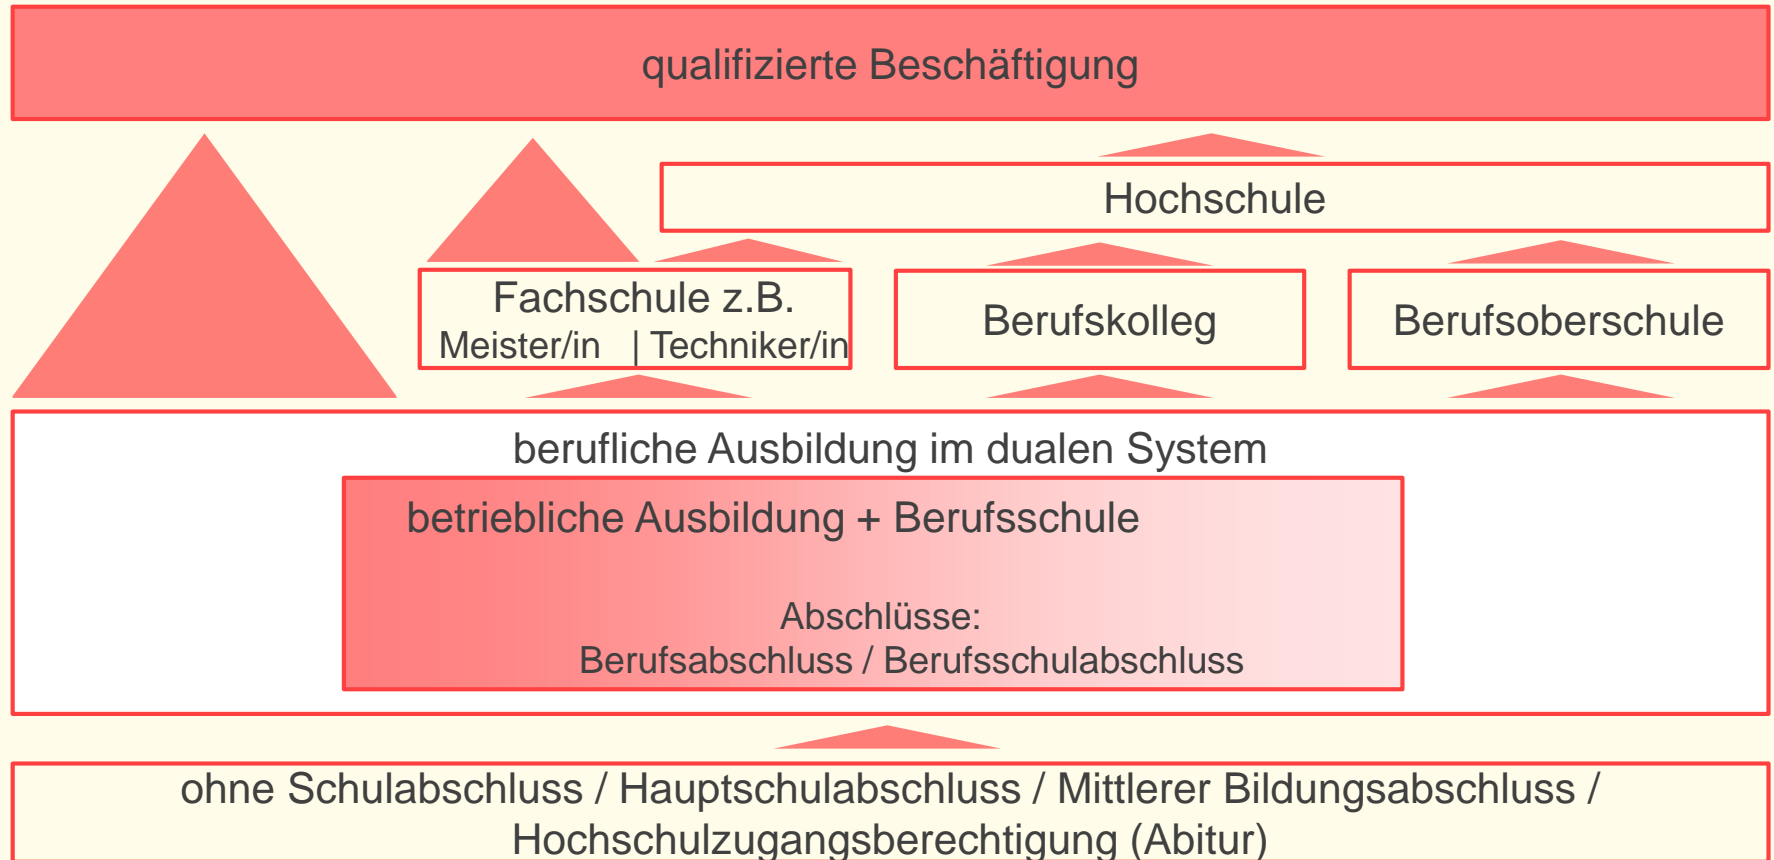 qualifizierte Beschäftigung
Hochschule
Fachschule z.B.
Meister/in | Techniker/in
Berufskolleg
Berufsoberschule
berufliche Ausbildung im dualen System
betriebliche Ausbildung + Berufsschule
Abschlüsse:
Berufsabschluss / Berufsschulabschluss
ohne Schulabschluss / Hauptschulabschluss / Mittlerer Bildungsabschluss /
Hochschulzugangsberechtigung (Abitur)